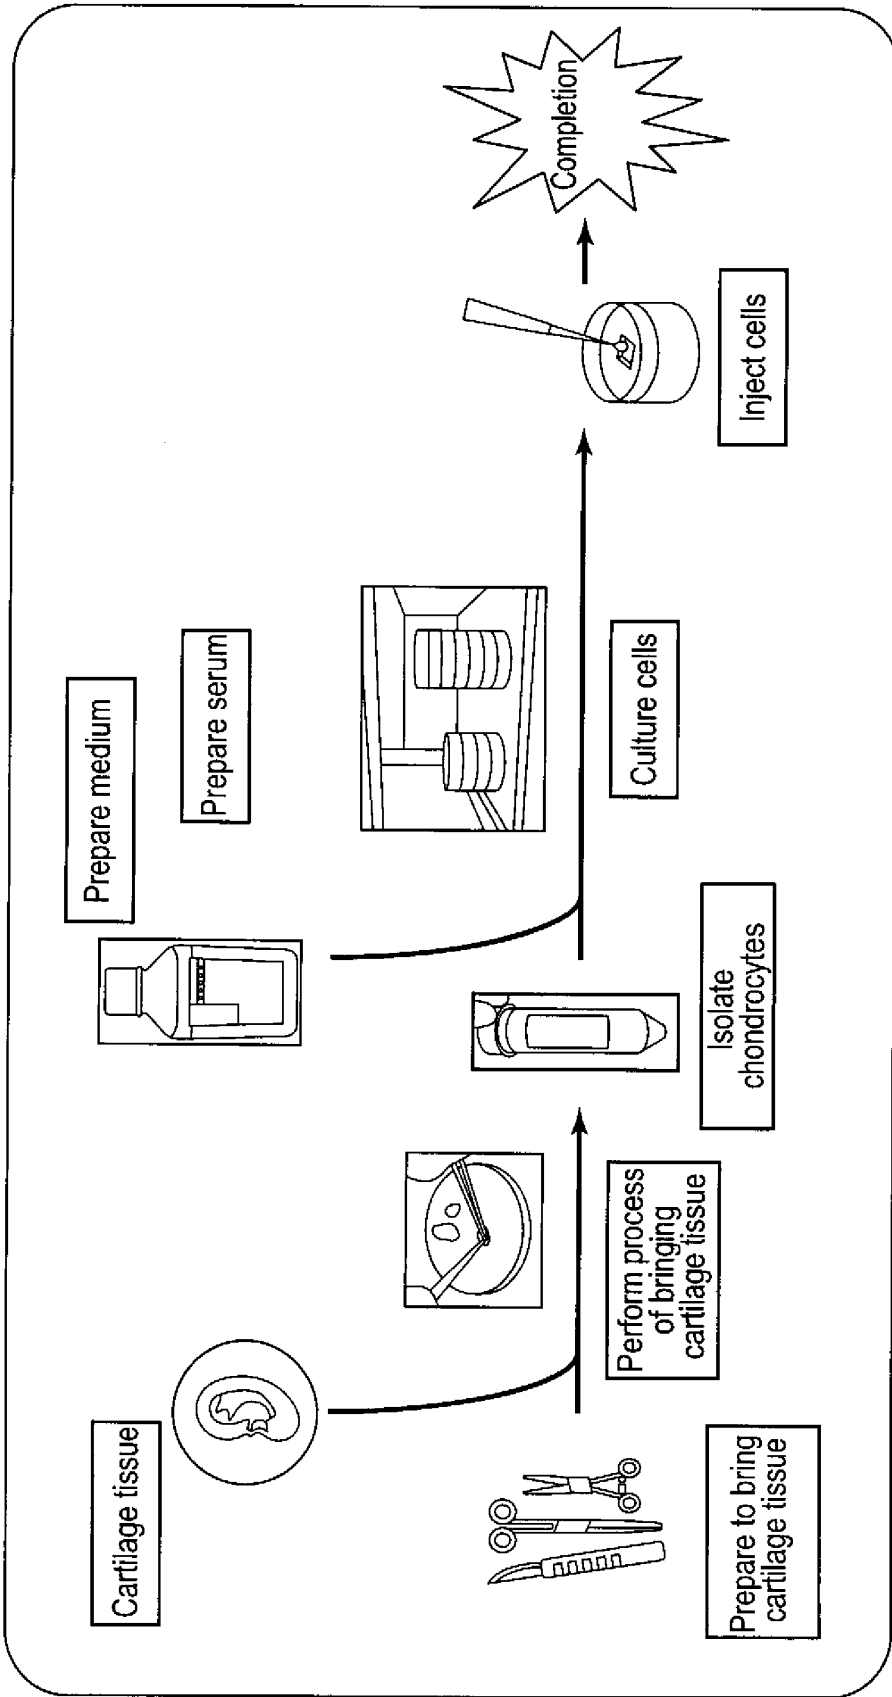 Cartilage tissue
Prepare to bring
cartilage tissue
Perform process
of bringing
cartilage tissue
Isolate
chondrocytes
Prepare medium
Prepare serum
Culture cells
Inject cells
Completion